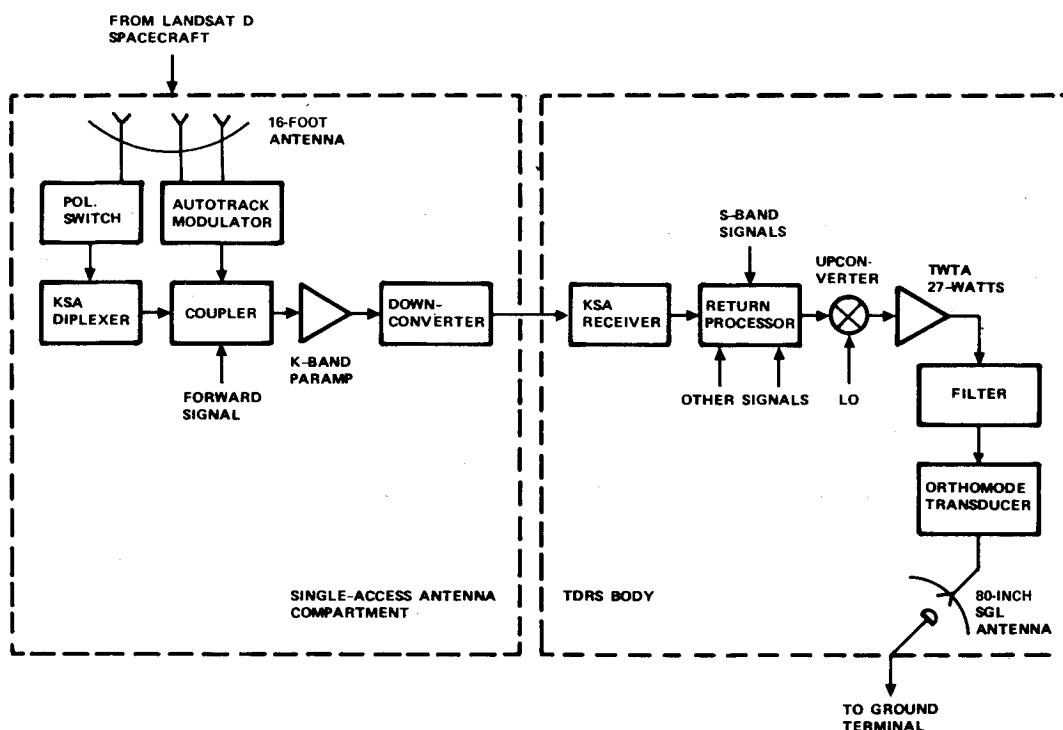 FROM LANDSAT D
SPACECRAFT
16-FOOT
ANTENNA
POL.
SWITCH
AUTOTRACK
MODULATOR
KSA
DIPLEXER
COUPLER
K-BAND
PARAMP
DOWN-
CONVERTER
FORWARD
SIGNAL
SINGLE-ACCESS ANTENNA
COMPARTMENT
S-BAND
SIGNALS
KSA
RECEIVER
RETURN
PROCESSOR
OTHER SIGNALS
UPCON-
VERTER
LO
TWTA
27-WATTS
FILTER
ORTHOMODE
TRANSDUCER
TDRS BODY
80-INCH
SGL
ANTENNA
TO GROUND
TERMINAL